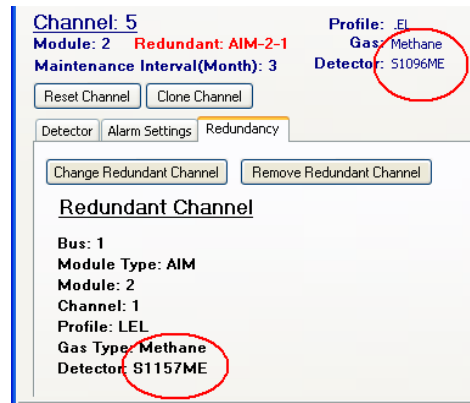 Channel: 5
Profile: .EL
Module: 2 Redundant: AIM-2-1
Gas: Methane
Maintenance Interval(Month): 3
Detector: S1096ME
Reset Channel Clone Channel
Detector Alarm Settings Redundancy
Change Redundant Channel Remove Redundant Channel
Redundant Channel
Bus: 1
Module Type: AIM
Module: 2
Channel: 1
Profile: LEL
Gas Type: Methane
Detector: S1157ME